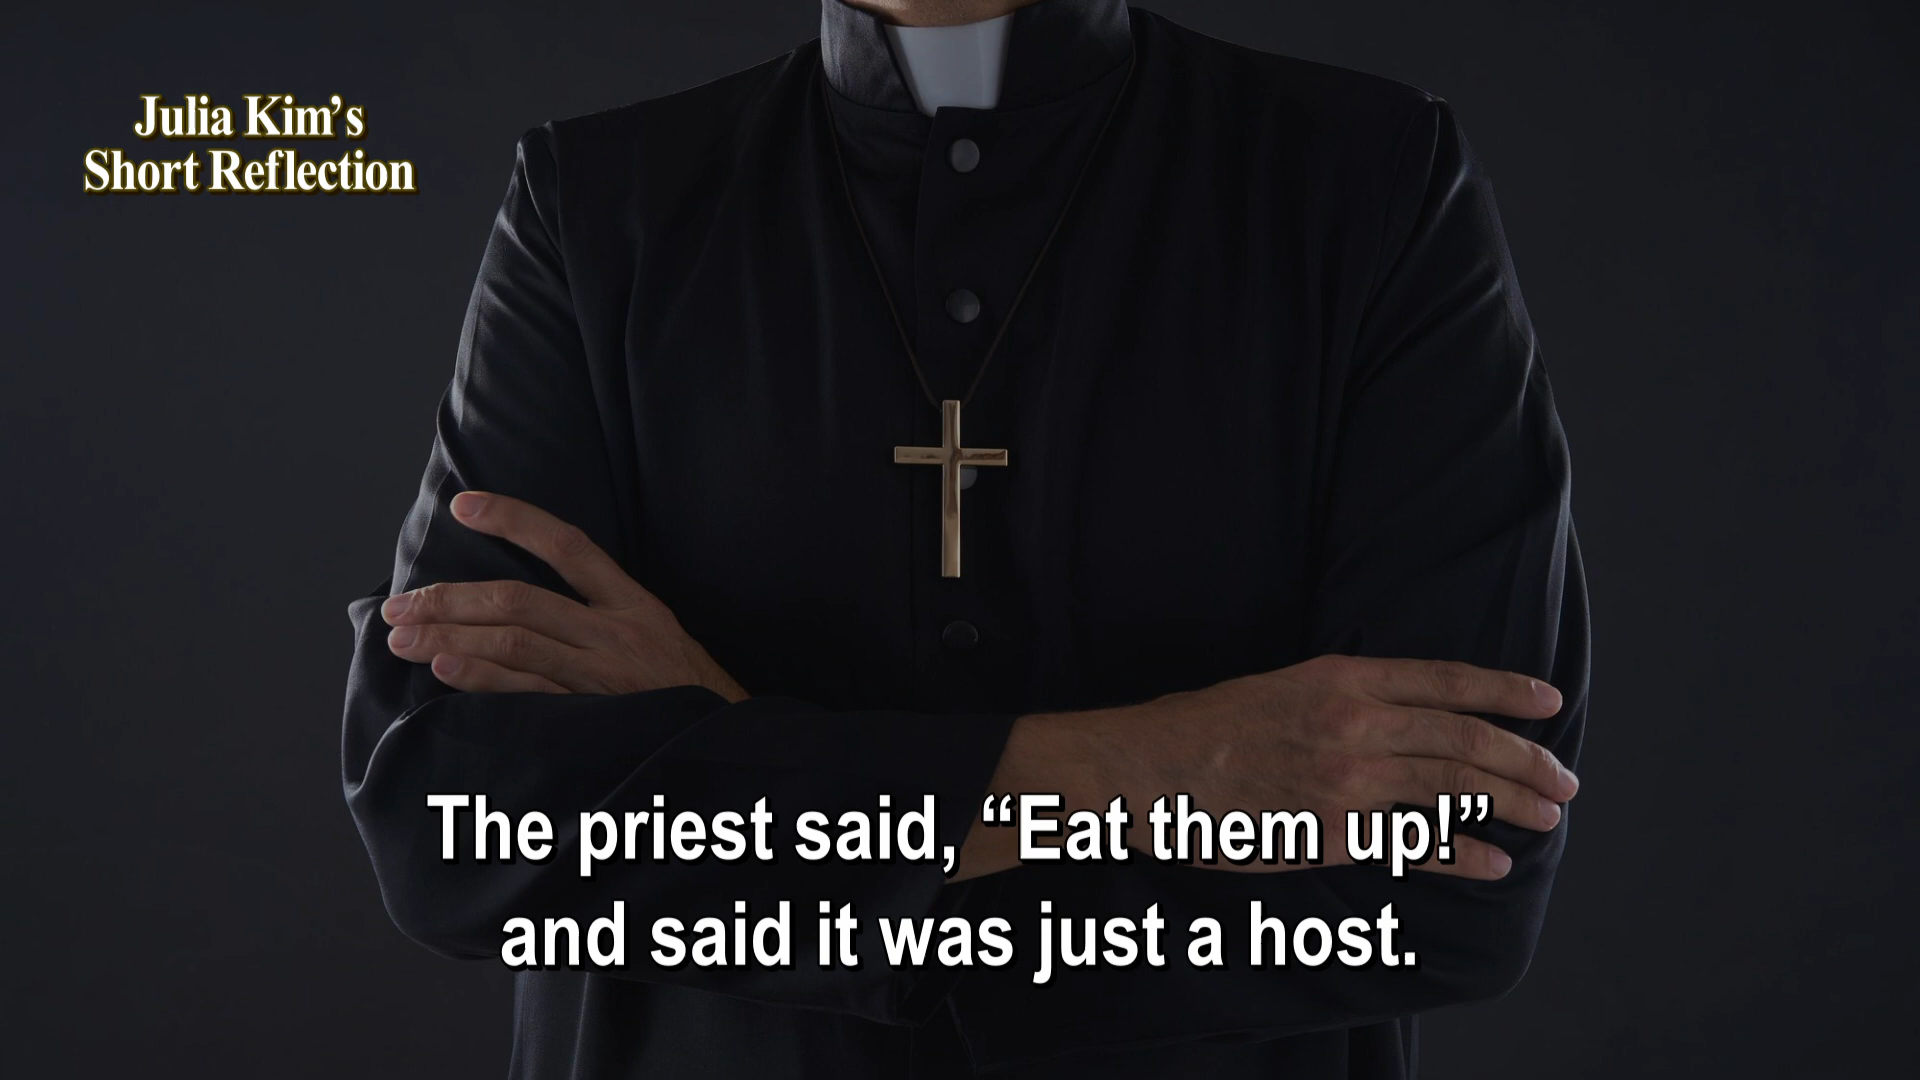 Julia Kim’s
Short Reflection
The priest said, “Eat them up!”
and said it was just a host.